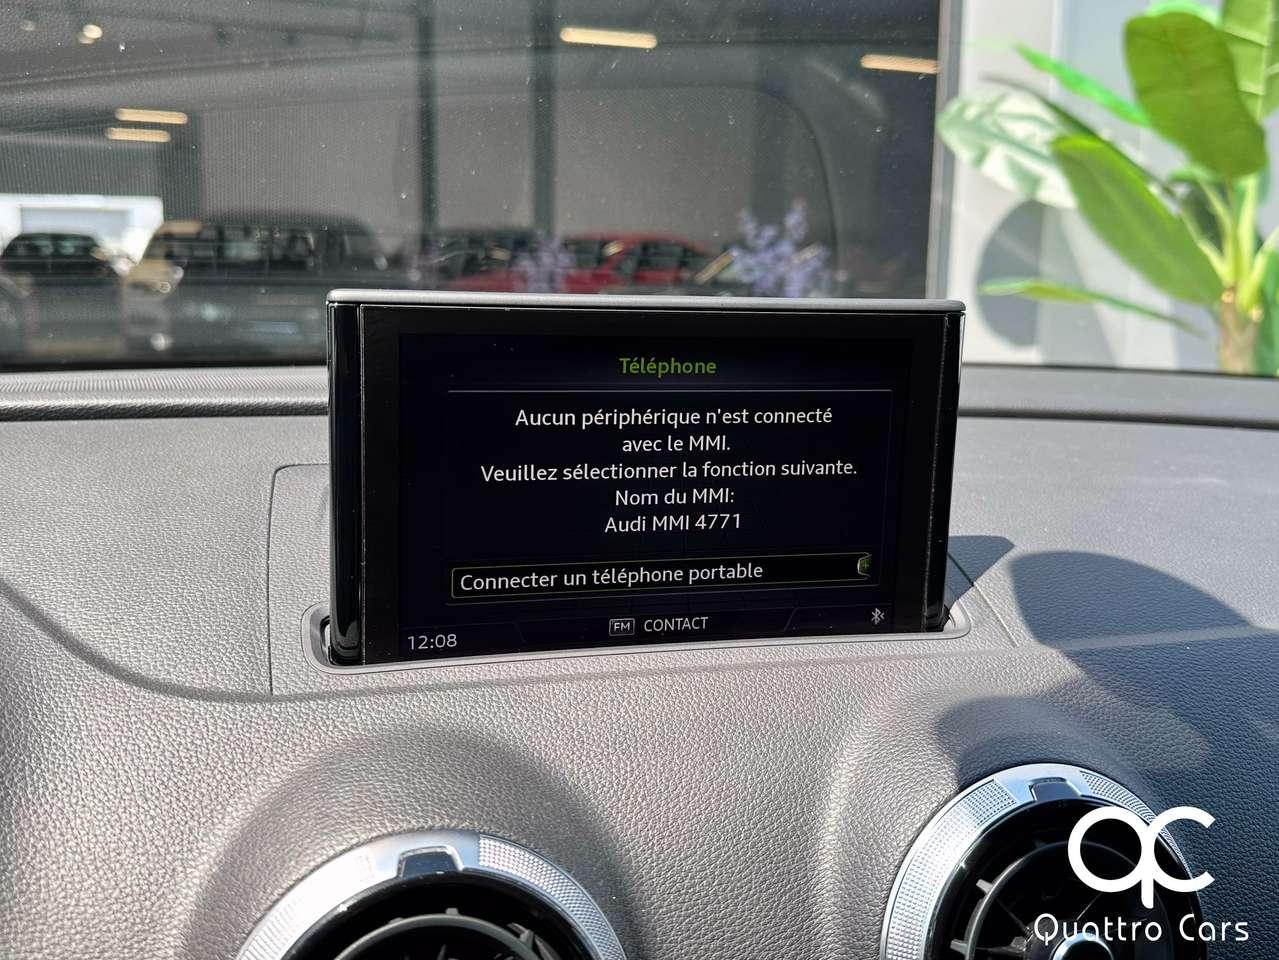 Téléphone
Aucun périphérique n'est connecté
avec le MMI.
Veuillez sélectionner la fonction suivante.
Nom du MMI:
Audi MMI 4771
Connecter un téléphone portable
12:08
FM CONTACT
QC
Quattro Cars